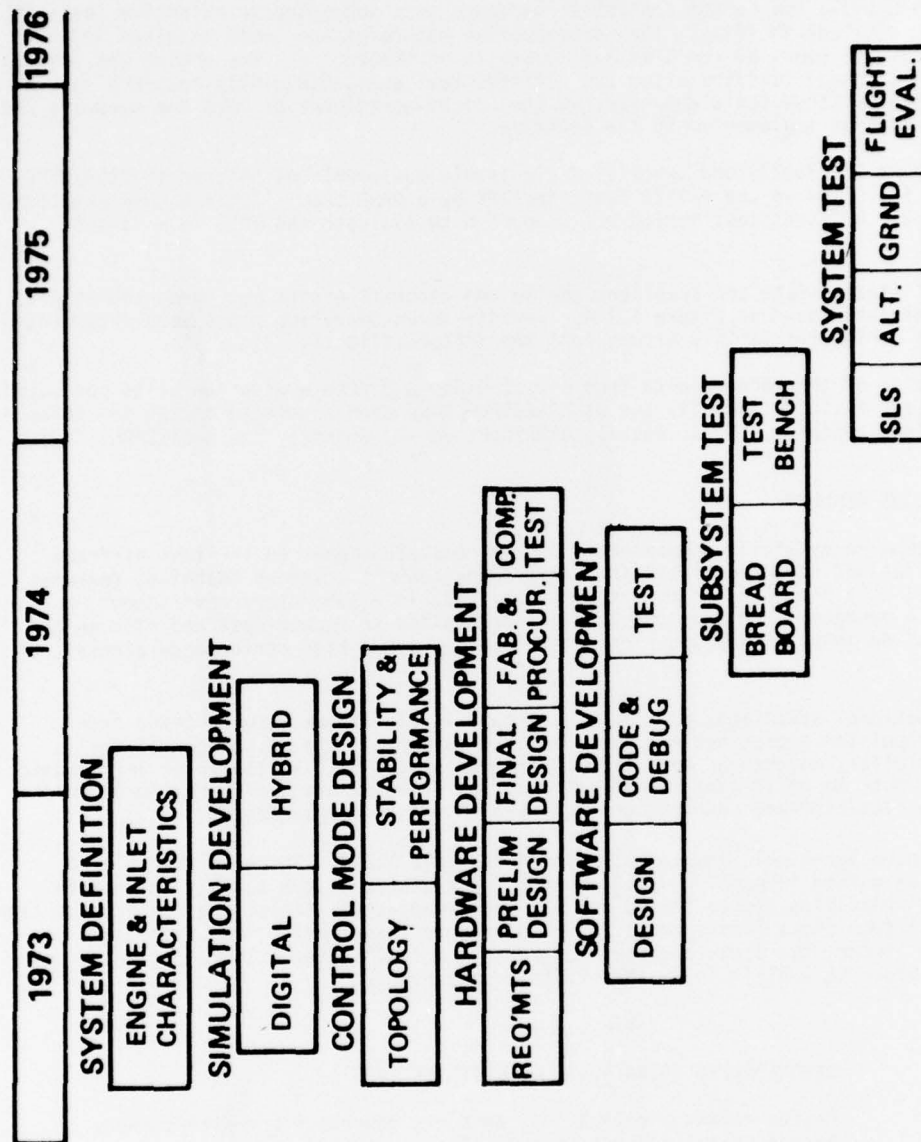 1973 1974 1975 1976
SYSTEM DEFINITION
ENGINE & INLET
CHARACTERISTICS
SIMULATION DEVELOPMENT
DIGITAL HYBRID
CONTROL MODE DESIGN
TOPOLOGY STABILITY &
PERFORMANCE
HARDWARE DEVELOPMENT
REQ'MTS PRELIM FINAL FAB. & COMP.
DESIGN DESIGN PROCUR. TEST
SOFTWARE DEVELOPMENT
DESIGN CODE & TEST
DEBUG
SUBSYSTEM TEST
BREAD TEST
BOARD BENCH
SYSTEM TEST
SLS ALT. GRND FLIGHT
EVAL.